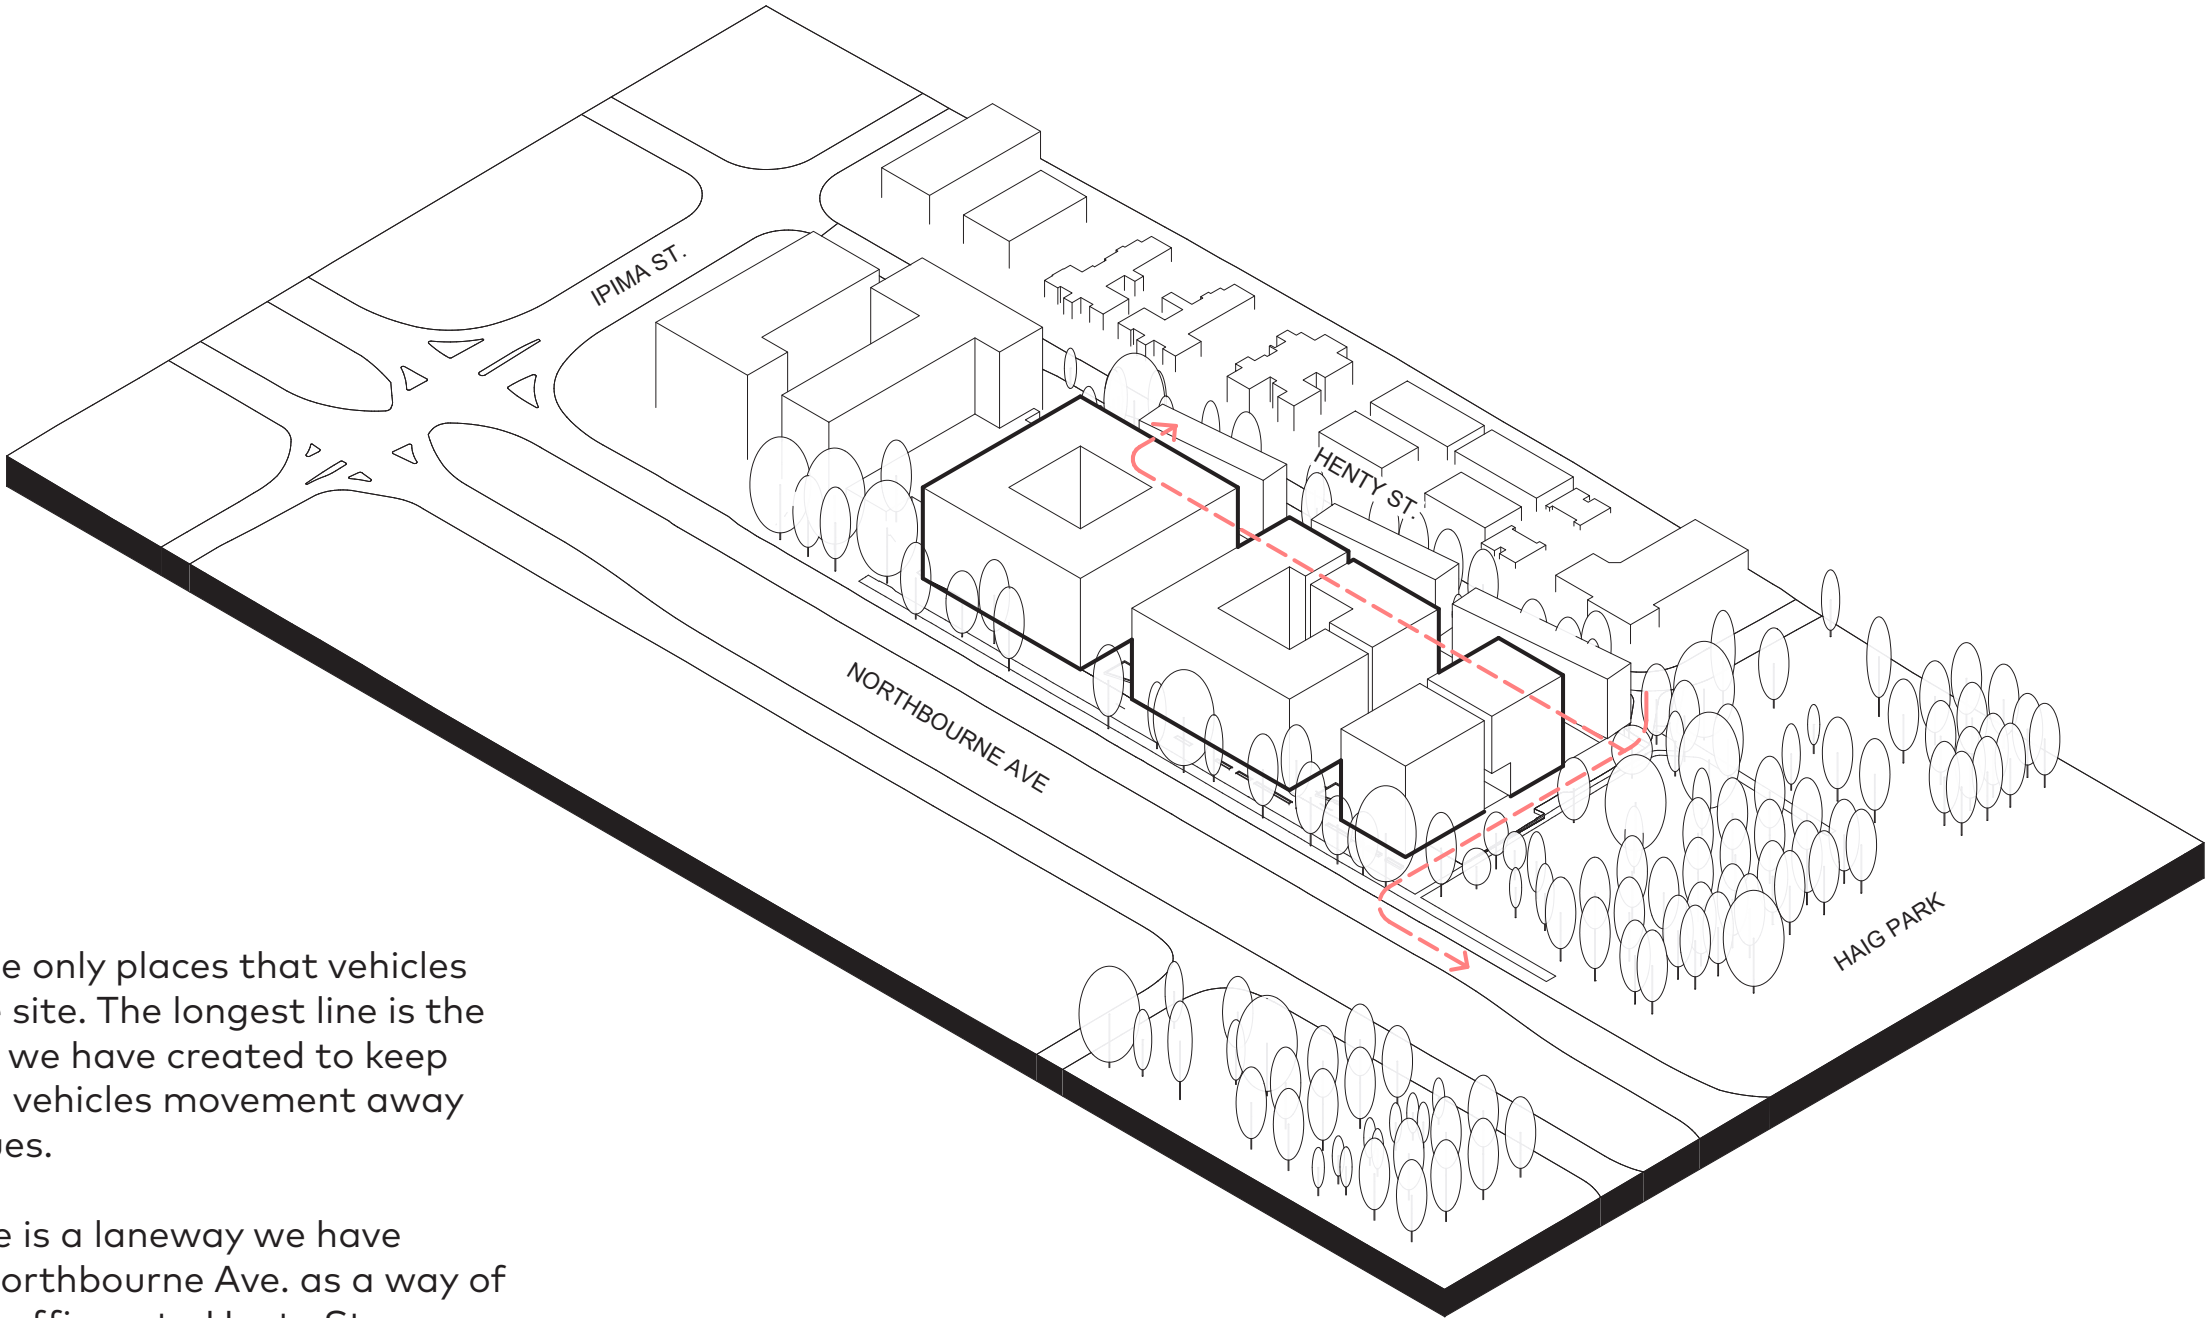 IPIMA ST.
HENTY ST.
NORTHBOURNE AVE
HAIG PARK
e only places that vehicles
site. The longest line is the
we have created to keep
vehicles movement away
es.
e is a laneway we have
orthbourne Ave. as a way of